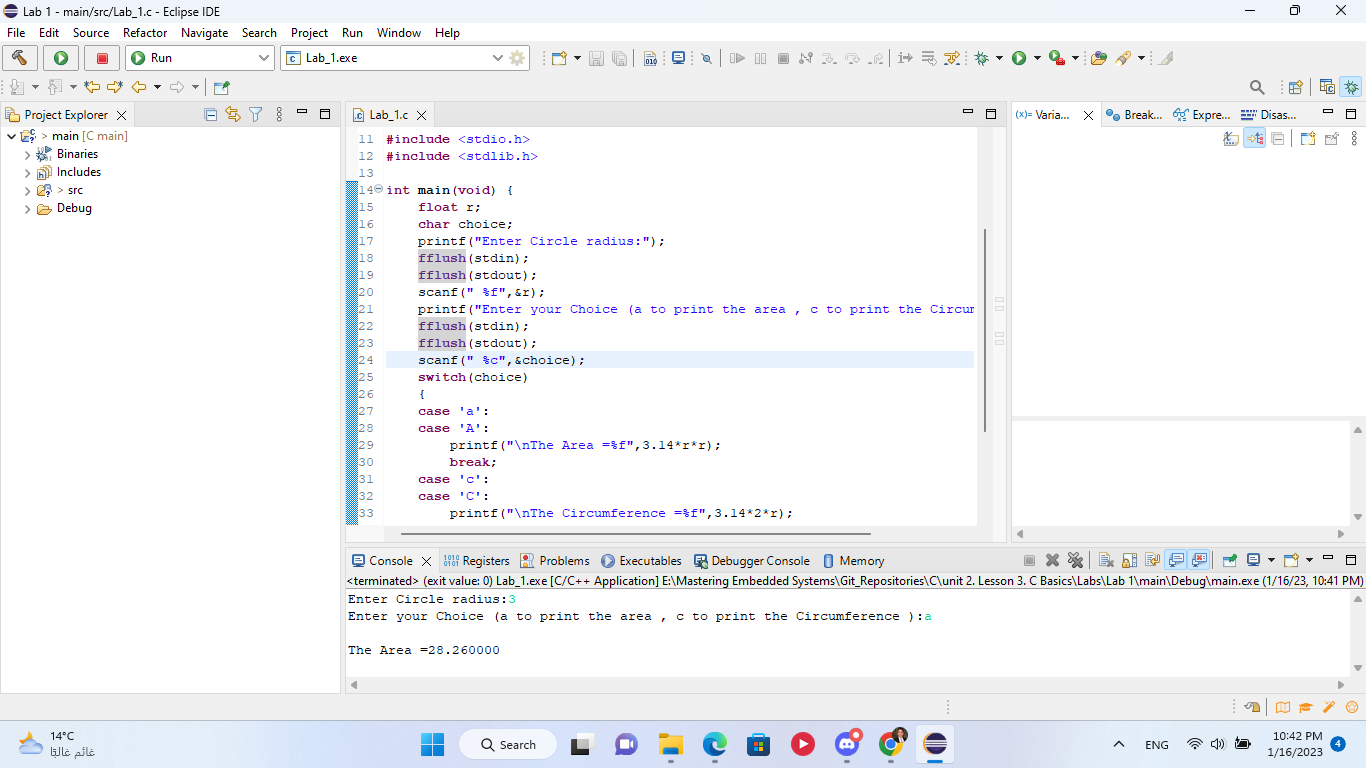 Lab 1 - main/src/Lab_1.c - Eclipse IDE
File Edit Source Refactor Navigate Search Project Run Window Help
Run
Lab_1.exe
Project Explorer
> main [C main]
Binaries
Includes
> src
Debug
Lab_1.c
11 #include <stdio.h>
12 #include <stdlib.h>
13
14 int main(void) {
15 float r;
16 char choice;
17 printf("Enter Circle radius:");
18 fflush(stdin);
19 fflush(stdout);
20 scanf(" %f",&r);
21 printf("Enter your Choice (a to print the area , c to print the Circum
22 fflush(stdin);
23 fflush(stdout);
24 scanf(" %c",&choice);
25 switch(choice)
26 {
27 case 'a':
28 case 'A':
29 printf("\nThe Area =%f",3.14*r*r);
30 break;
31 case 'c':
32 case 'C':
33 printf("\nThe Circumference =%f",3.14*2*r);
(x)= Varia... Break... Expre... Disas...
Console Registers Problems Executables Debugger Console Memory
<terminated> (exit value: 0) Lab_1.exe [C/C++ Application] E:\Mastering Embedded Systems\Git_Repositories\C\unit 2. Lesson 3. C Basics\Labs\Lab 1\main\Debug\main.exe (1/16/23, 10:41 PM)
Enter Circle radius:3
Enter your Choice (a to print the area , c to print the Circumference ):a
The Area =28.260000
14°C
غائم غالبًا
Search
ENG
10:42 PM
1/16/2023
4